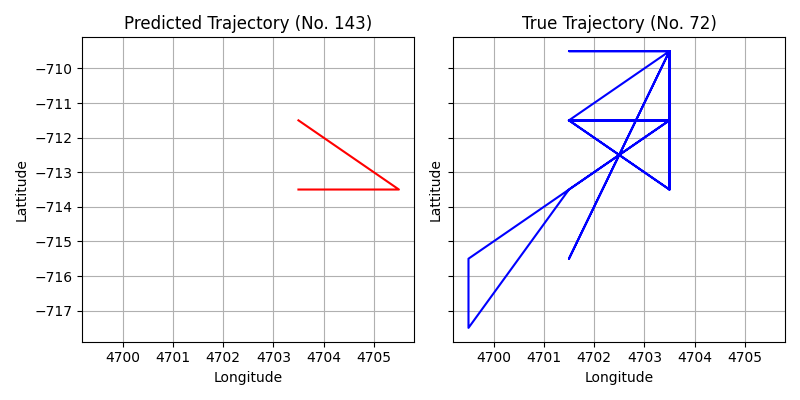 Predicted Trajectory (No. 143)
True Trajectory (No. 72)
−710
−711
−712
−713
−714
−715
−716
−717
Lattitude
Lattitude
4700 4701 4702 4703 4704 4705
4700 4701 4702 4703 4704 4705
Longitude
Longitude